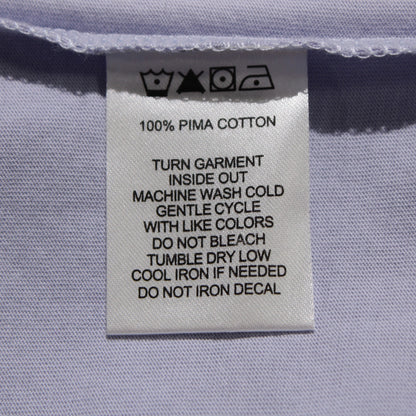 100% PIMA COTTON
TURN GARMENT
INSIDE OUT
MACHINE WASH COLD
GENTLE CYCLE
WITH LIKE COLORS
DO NOT BLEACH
TUMBLE DRY LOW
COOL IRON IF NEEDED
DO NOT IRON DECAL